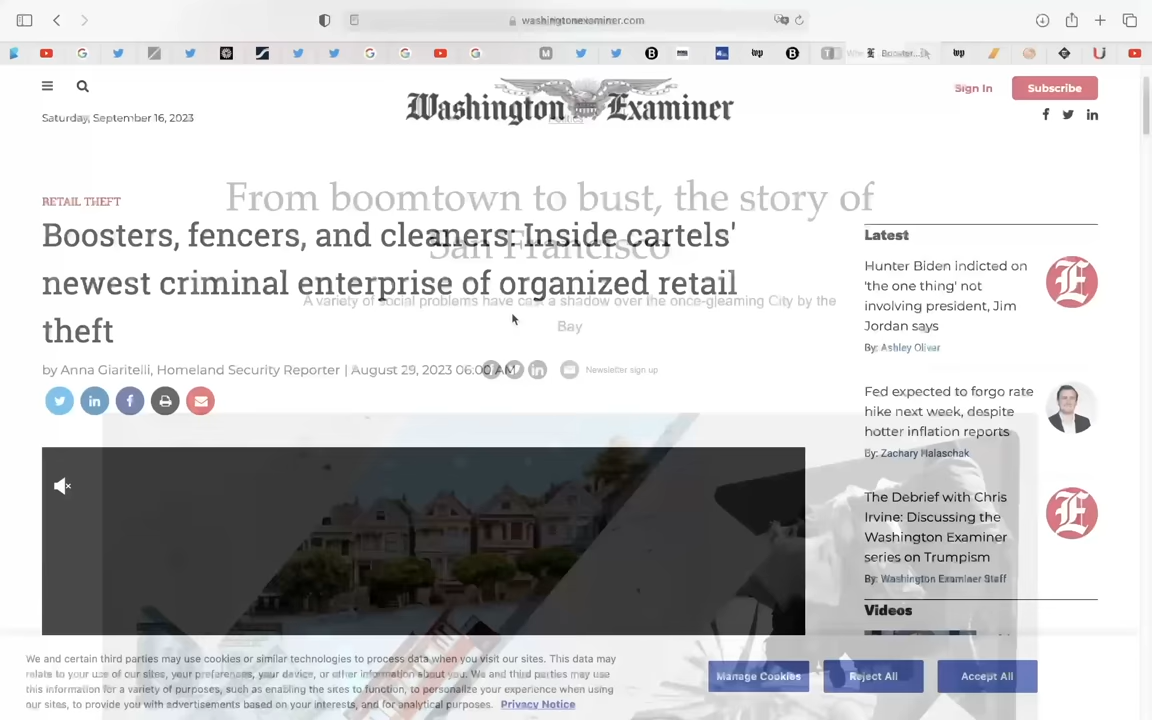 washingtonexaminer.com
Booster...
Washington Examiner
Sign In
Subscribe
Saturday, September 16, 2023
Politics
RETAIL THEFT
From boomtown to bust, the story of
San Francisco
Boosters, fencers, and cleaners: Inside cartels'
newest criminal enterprise of organized retail
theft
A variety of social problems have cast a shadow over the once-gleaming City by the
Bay
by Anna Giaritelli, Homeland Security Reporter | August 29, 2023 06:00 AM
Newsletter sign up
Latest
Hunter Biden indicted on
'the one thing' not
involving president, Jim
Jordan says
By: Ashley Oliver
Fed expected to forgo rate
hike next week, despite
hotter inflation reports
By: Zachary Halaschak
The Debrief with Chris
Irvine: Discussing the
Washington Examiner
series on Trumpism
By: Washington Examiner Staff
Videos
We and certain third parties may use cookies or similar technologies to process data when you visit our sites. This data may
relate to your use of our sites, your preferences, your device, or other information about you. We and third parties may use
this information for a variety of purposes, such as enabling the sites to function, to personalize your experience when using
our sites, to provide you with advertisements based on your interests, and for analytical purposes. Privacy Notice
Manage Cookies
Reject All
Accept All